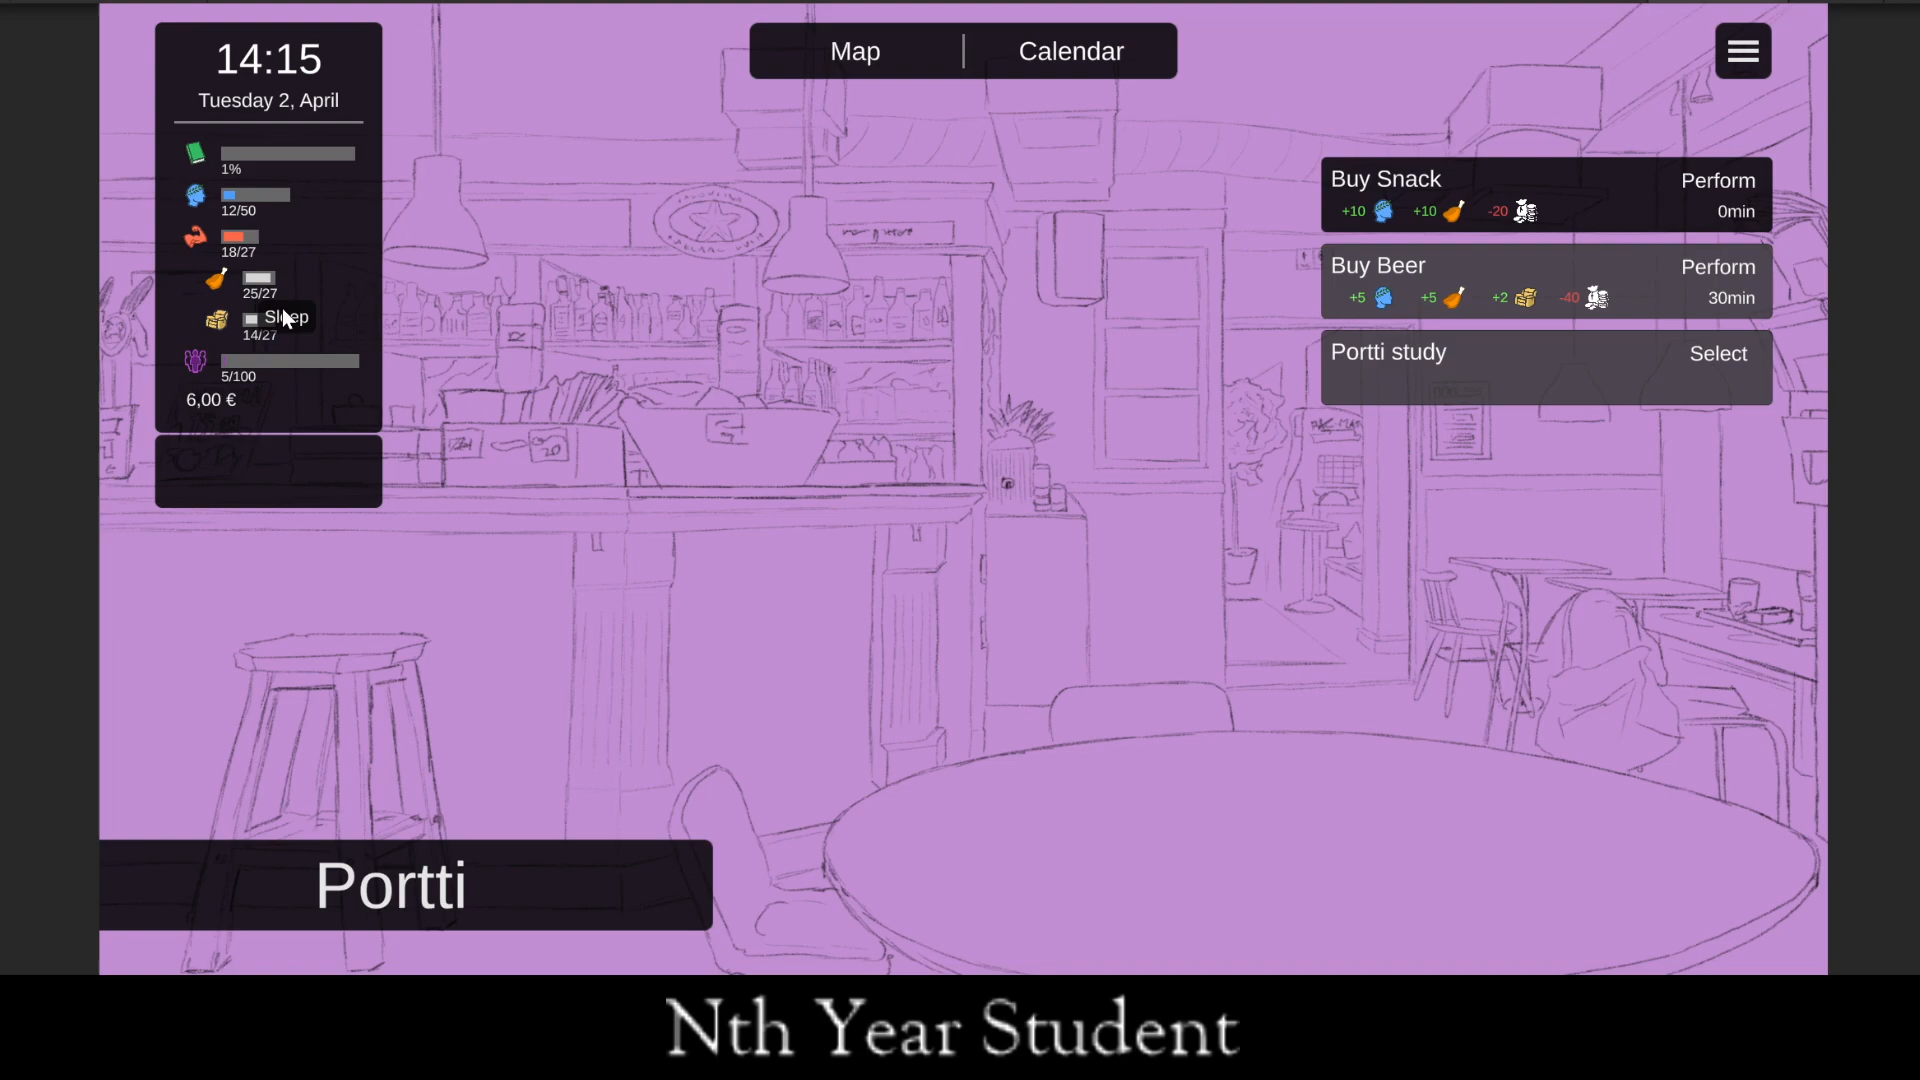 14:15
Tuesday 2, April
1%
12/50
18/27
25/27
Sleep
14/27
5/100
6,00 €
Map
Calendar
Buy Snack
Perform
+10
+10
-20
0min
Buy Beer
Perform
+5
+5
+2
-40
30min
Portti study
Select
Portti
Nth Year Student